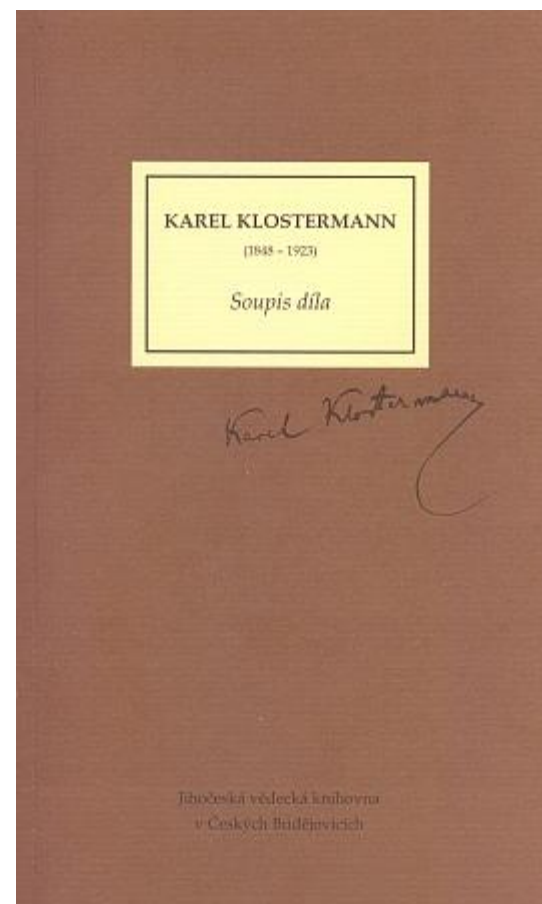 KAREL KLOSTERMANN
(1848 – 1923)
Soupis díla
Karel Klostermann
Jihočeská vědecká knihovna
v Českých Budějovicích